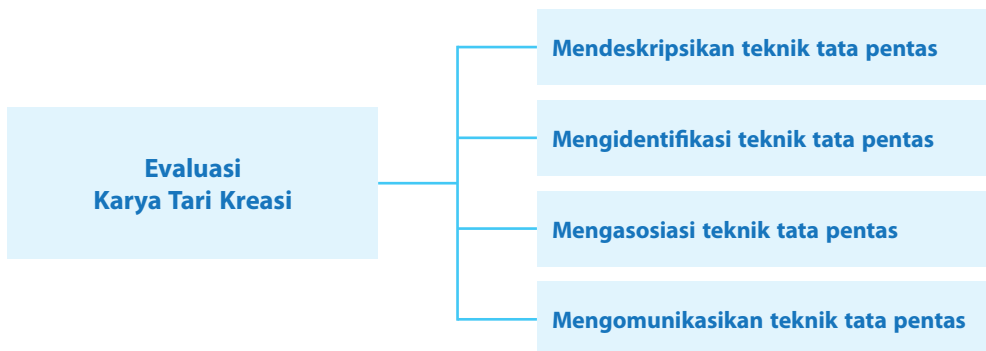 Evaluasi
Karya Tari Kreasi
Mendeskripsikan teknik tata pentas
Mengidentifikasi teknik tata pentas
Mengasosiasi teknik tata pentas
Mengomunikasikan teknik tata pentas